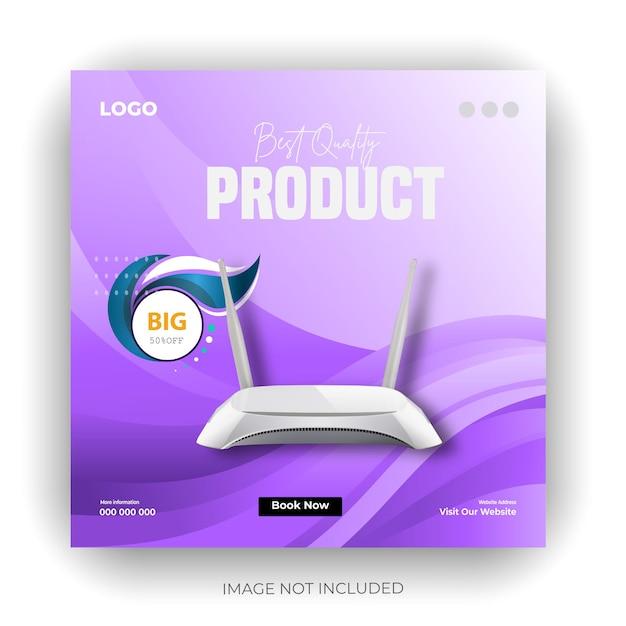 LOGO
Best Quality
PRODUCT
BIG
50%OFF
More information
000 000 000
Book Now
Website Address
Visit Our Website
IMAGE NOT INCLUDED